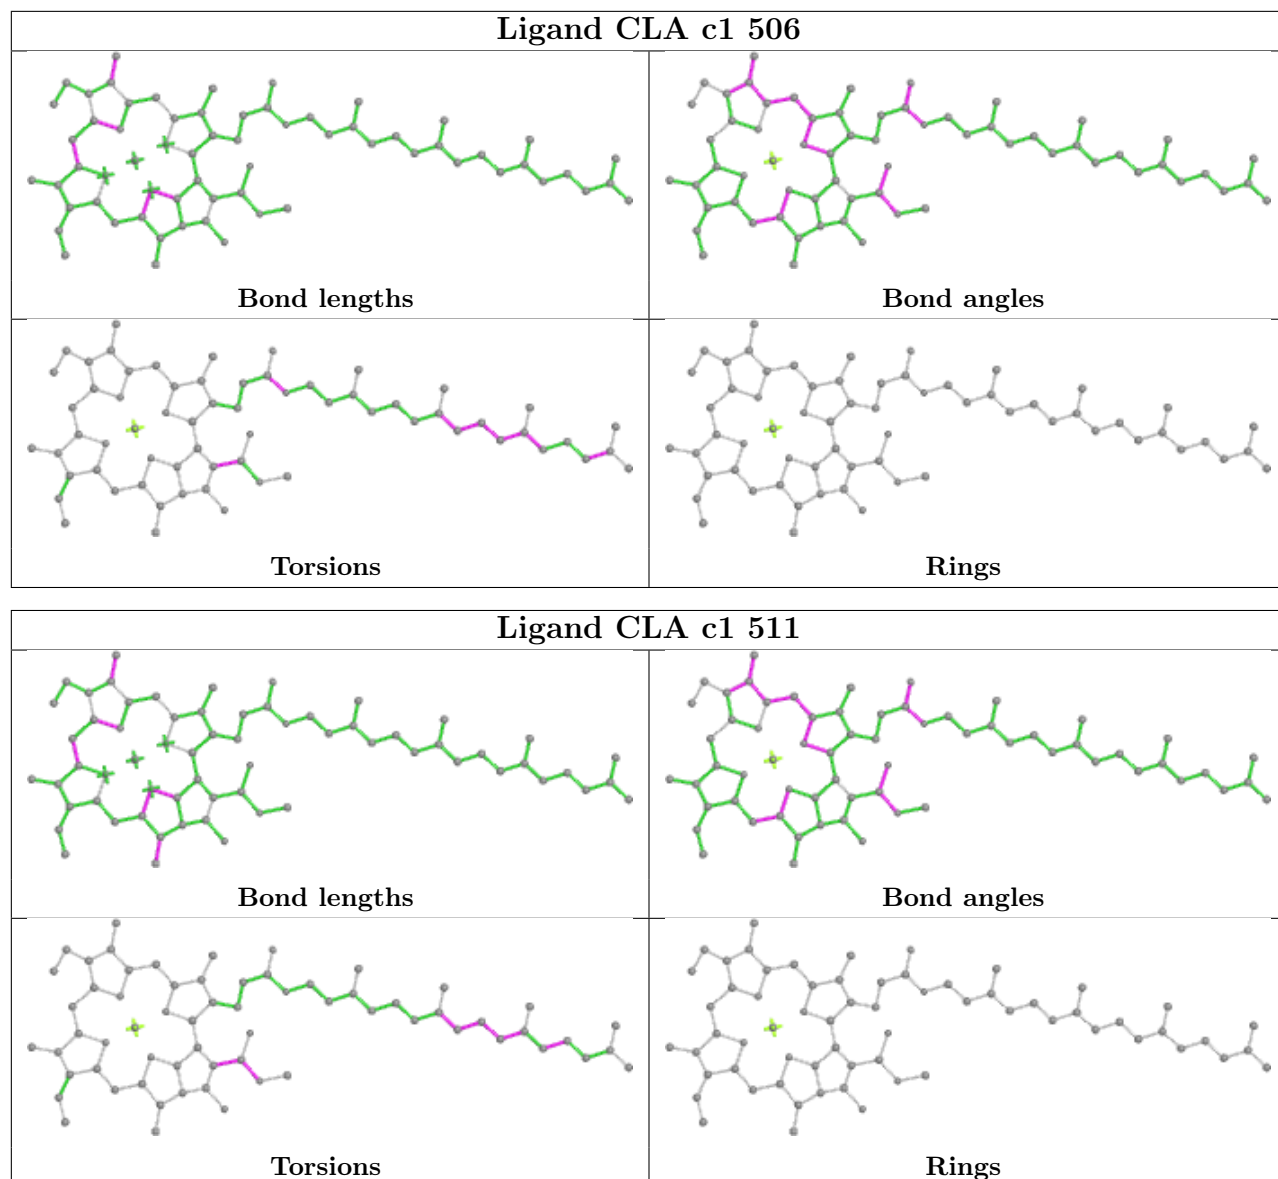 Ligand CLA c1 506
Bond lengths
Bond angles
Torsions
Rings
Ligand CLA c1 511
Bond lengths
Bond angles
Torsions
Rings